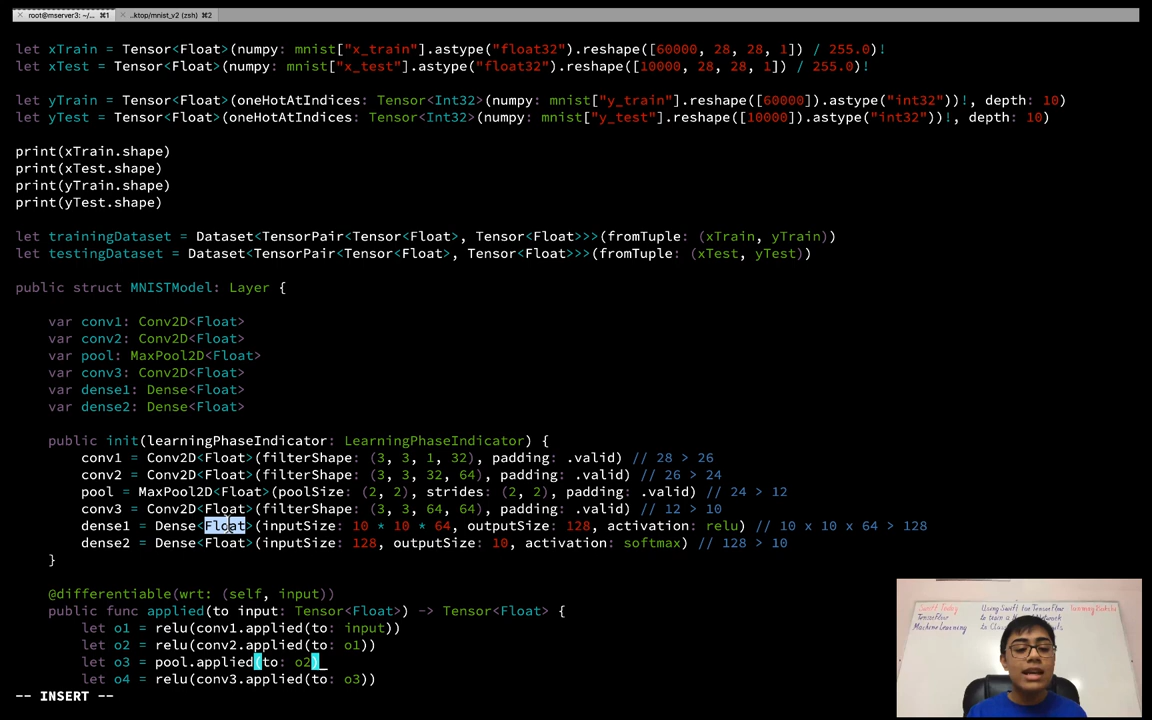 root@mserver3: ~/... ⌘1
..ktop/mnist_v2 (zsh) ⌘2
let xTrain = Tensor<Float>(numpy: mnist["x_train"].astype("float32").reshape([60000, 28, 28, 1]) / 255.0)!
let xTest = Tensor<Float>(numpy: mnist["x_test"].astype("float32").reshape([10000, 28, 28, 1]) / 255.0)!
let yTrain = Tensor<Float>(oneHotAtIndices: Tensor<Int32>(numpy: mnist["y_train"].reshape([60000]).astype("int32"))!, depth: 10)
let yTest = Tensor<Float>(oneHotAtIndices: Tensor<Int32>(numpy: mnist["y_test"].reshape([10000]).astype("int32"))!, depth: 10)
print(xTrain.shape)
print(xTest.shape)
print(yTrain.shape)
print(yTest.shape)
let trainingDataset = Dataset<TensorPair<Tensor<Float>, Tensor<Float>>>(fromTuple: (xTrain, yTrain))
let testingDataset = Dataset<TensorPair<Tensor<Float>, Tensor<Float>>>(fromTuple: (xTest, yTest))
public struct MNISTModel: Layer {
var conv1: Conv2D<Float>
var conv2: Conv2D<Float>
var pool: MaxPool2D<Float>
var conv3: Conv2D<Float>
var dense1: Dense<Float>
var dense2: Dense<Float>
public init(learningPhaseIndicator: LearningPhaseIndicator) {
conv1 = Conv2D<Float>(filterShape: (3, 3, 1, 32), padding: .valid) // 28 > 26
conv2 = Conv2D<Float>(filterShape: (3, 3, 32, 64), padding: .valid) // 26 > 24
pool = MaxPool2D<Float>(poolSize: (2, 2), strides: (2, 2), padding: .valid) // 24 > 12
conv3 = Conv2D<Float>(filterShape: (3, 3, 64, 64), padding: .valid) // 12 > 10
dense1 = Dense<Float>(inputSize: 10 * 10 * 64, outputSize: 128, activation: relu) // 10 x 10 x 64 > 128
dense2 = Dense<Float>(inputSize: 128, outputSize: 10, activation: softmax) // 128 > 10
}
@differentiable(wrt: (self, input))
public func applied(to input: Tensor<Float>) -> Tensor<Float> {
let o1 = relu(conv1.applied(to: input))
let o2 = relu(conv2.applied(to: o1))
let o3 = pool.applied(to: o2)
let o4 = relu(conv3.applied(to: o3))
-- INSERT --
Swift Today
TensorFlow
Machine Learning
Using Swift for TensorFlow
to train a Neural Network
to Class